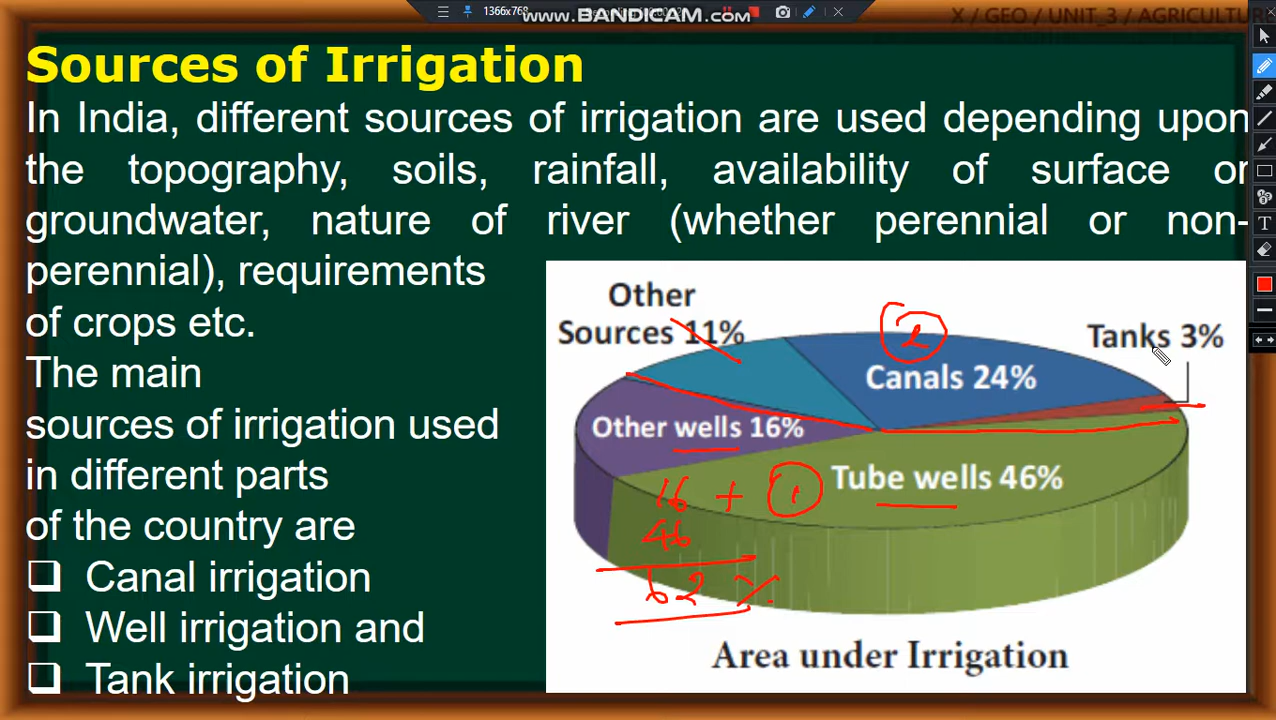 1366x768
www.BANDICAM.com
X / GEO / UNIT_3 / AGRICULTURE
Sources of Irrigation
In India, different sources of irrigation are used depending upon
the topography, soils, rainfall, availability of surface or
groundwater, nature of river (whether perennial or non-
perennial), requirements
of crops etc.
The main
sources of irrigation used
in different parts
of the country are
❑ Canal irrigation
❑ Well irrigation and
❑ Tank irrigation
Other
Sources 11%
2
Tanks 3%
Canals 24%
Other wells 16%
Tube wells 46%
16 + 1
46
62 %
Area under Irrigation